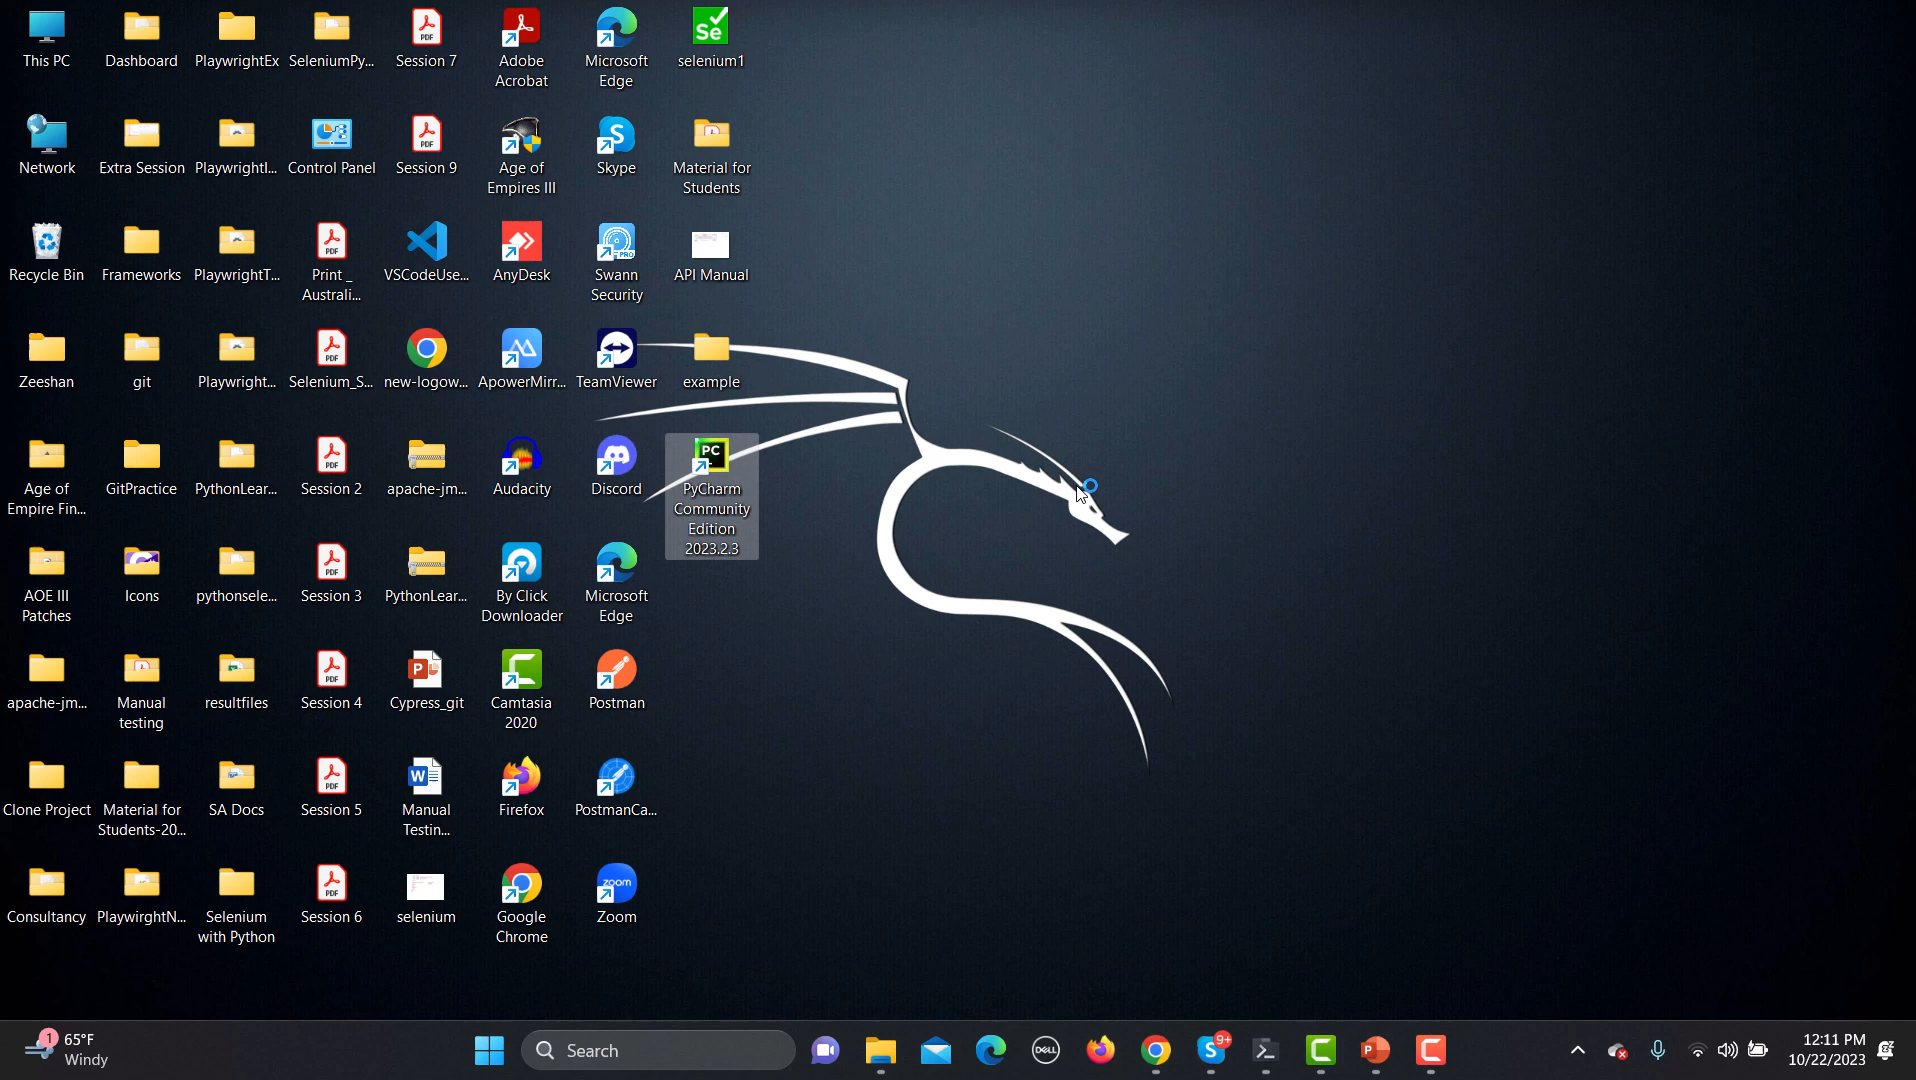 This PC
Dashboard
PlaywrightEx
SeleniumPy...
Session 7
Adobe
Acrobat
Microsoft
Edge
selenium1
Network
Extra Session
PlaywrightI...
Control Panel
Session 9
Age of
Empires III
Skype
Material for
Students
Recycle Bin
Frameworks
PlaywrightT...
Print _
Australi...
VSCodeUse...
AnyDesk
Swann
Security
API Manual
Zeeshan
git
Playwright...
Selenium_S...
new-logow...
ApowerMirr...
TeamViewer
example
Age of
Empire Fin...
GitPractice
PythonLear...
Session 2
apache-jm...
Audacity
Discord
PyCharm
Community
Edition
2023.2.3
AOE III
Patches
Icons
pythonsele...
Session 3
PythonLear...
By Click
Downloader
Microsoft
Edge
apache-jm...
Manual
testing
resultfiles
Session 4
Cypress_git
Camtasia
2020
Postman
Clone Project
Material for
Students-20...
SA Docs
Session 5
Manual
Testin...
Firefox
PostmanCa...
Consultancy
PlaywirghtN...
Selenium
with Python
Session 6
selenium
Google
Chrome
Zoom
1
65°F
Windy
Search
DELL
9+
12:11 PM
10/22/2023